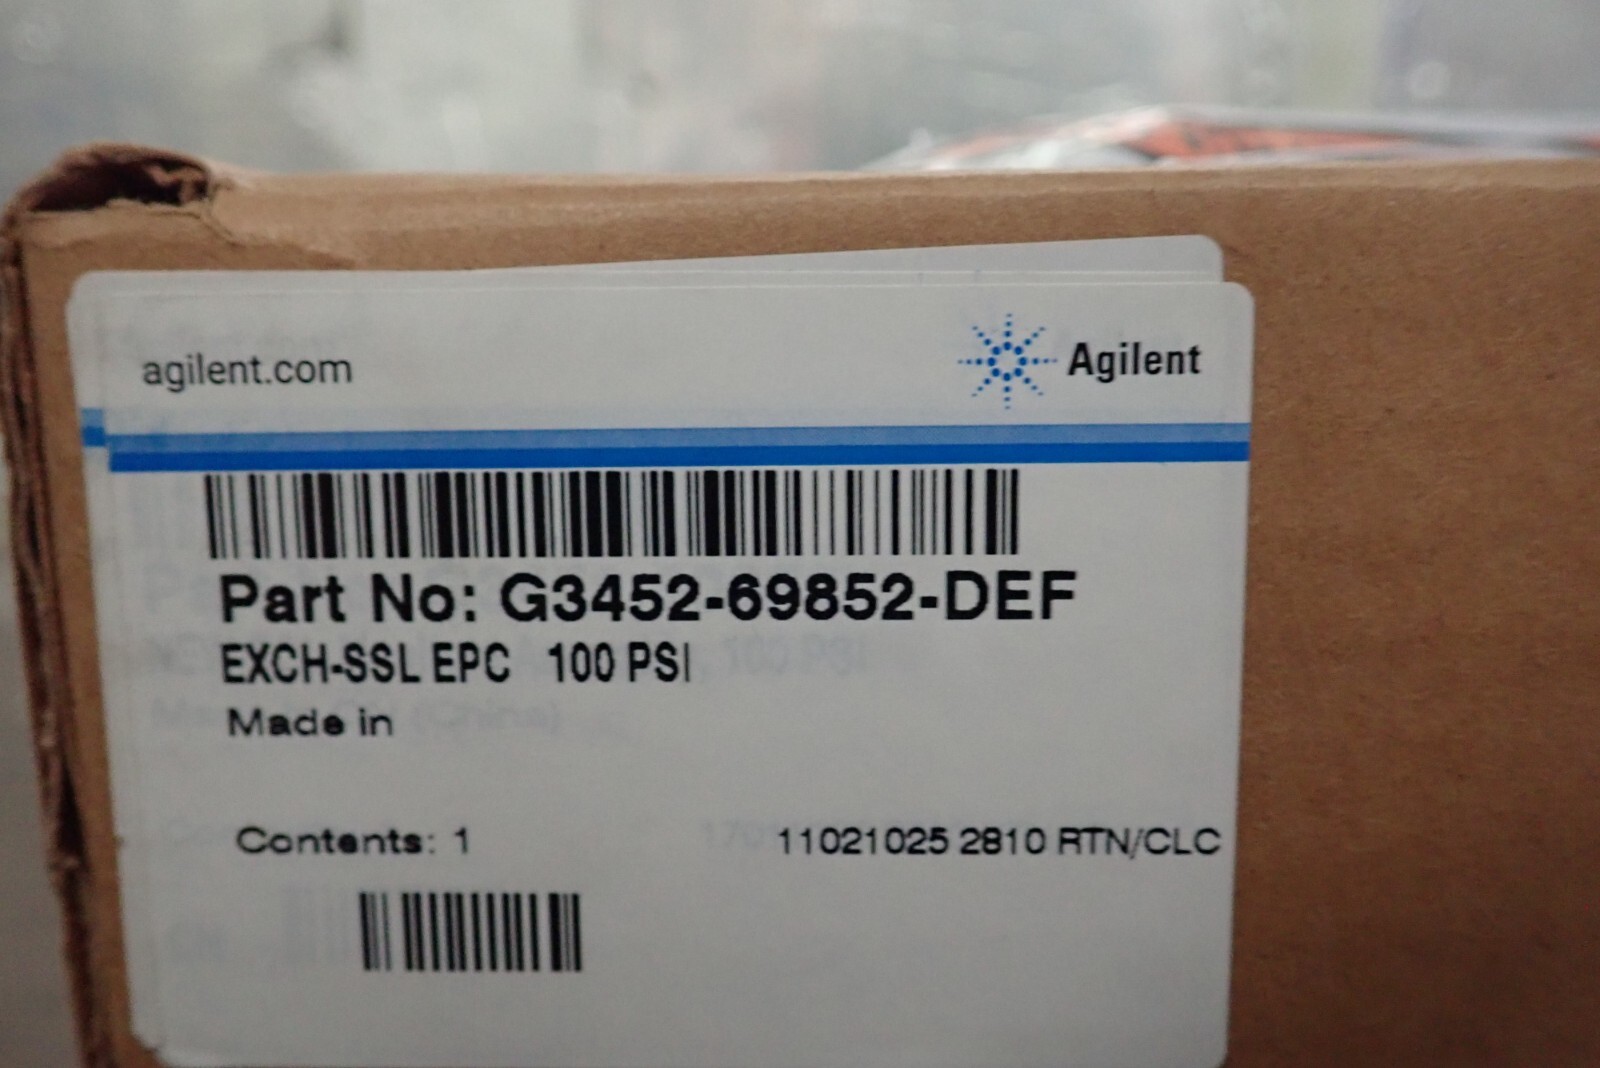 agilent.com
Agilent
Part No: G3452-69852-DEF
EXCH-SSL EPC 100 PSI
Made in
Contents: 1
11021025 2810 RTN/CLC